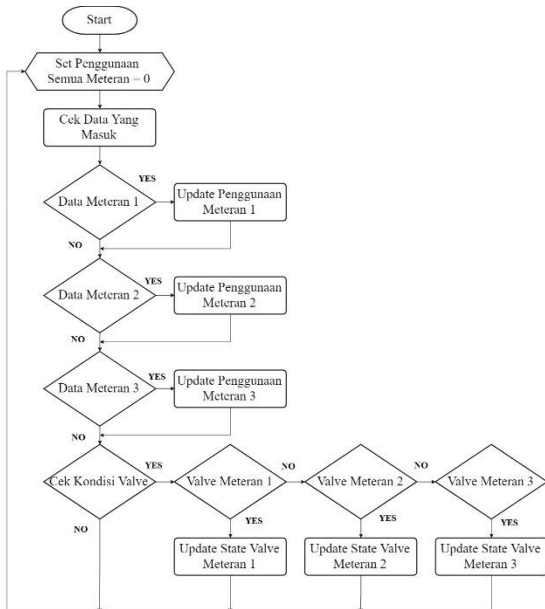 Start
Set Penggunaan
Semua Meteran = 0
Cek Data Yang
Masuk
Data Meteran 1
YES
Update Penggunaan
Meteran 1
NO
Data Meteran 2
YES
Update Penggunaan
Meteran 2
NO
Data Meteran 3
YES
Update Penggunaan
Meteran 3
NO
Cek Kondisi Valve
YES
Valve Meteran 1
NO
Valve Meteran 2
NO
Valve Meteran 3
NO
YES
YES
YES
Update State Valve
Meteran 1
Update State Valve
Meteran 2
Update State Valve
Meteran 3